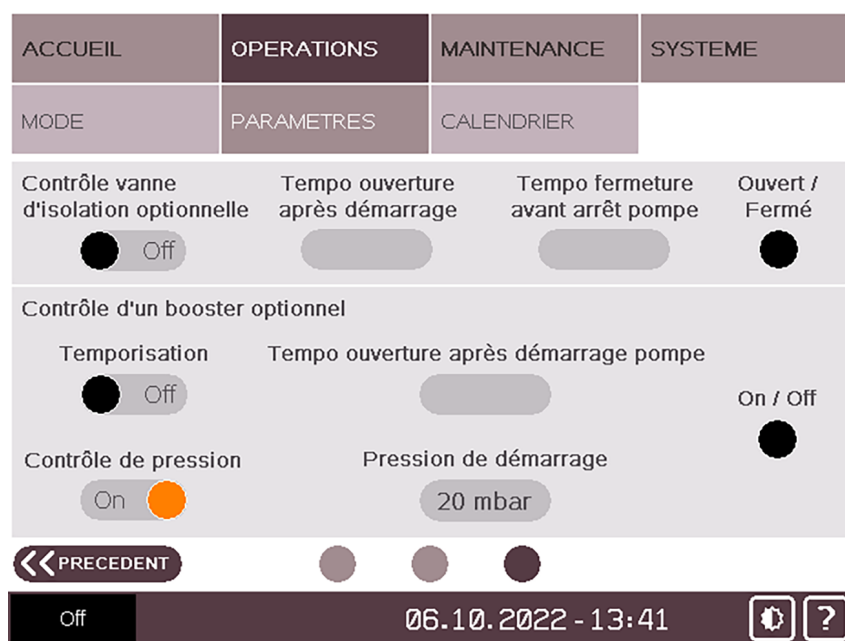 ACCUEIL OPERATIONS MAINTENANCE SYSTEME
MODE PARAMETRES CALENDRIER
Contrôle vanne
d'isolation optionnelle
Off
Tempo ouverture
après démarrage
Tempo fermeture
avant arrêt pompe
Ouvert /
Fermé
Contrôle d'un booster optionnel
Temporisation
Off
Tempo ouverture après démarrage pompe
On / Off
Contrôle de pression
On
Pression de démarrage
20 mbar
PRECEDENT
Off
06.10.2022-13:41
?